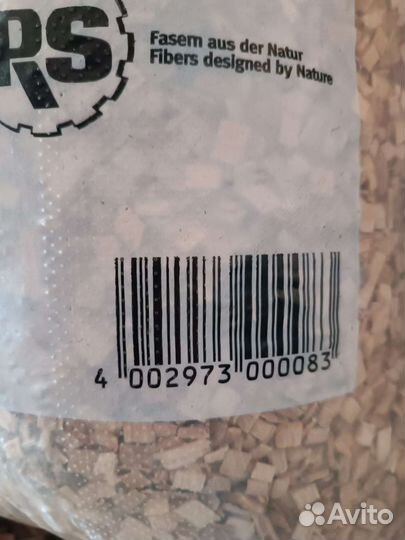 RS
Fasern aus der Natur
Fibers designed by Nature
4 002973 000083
Avito